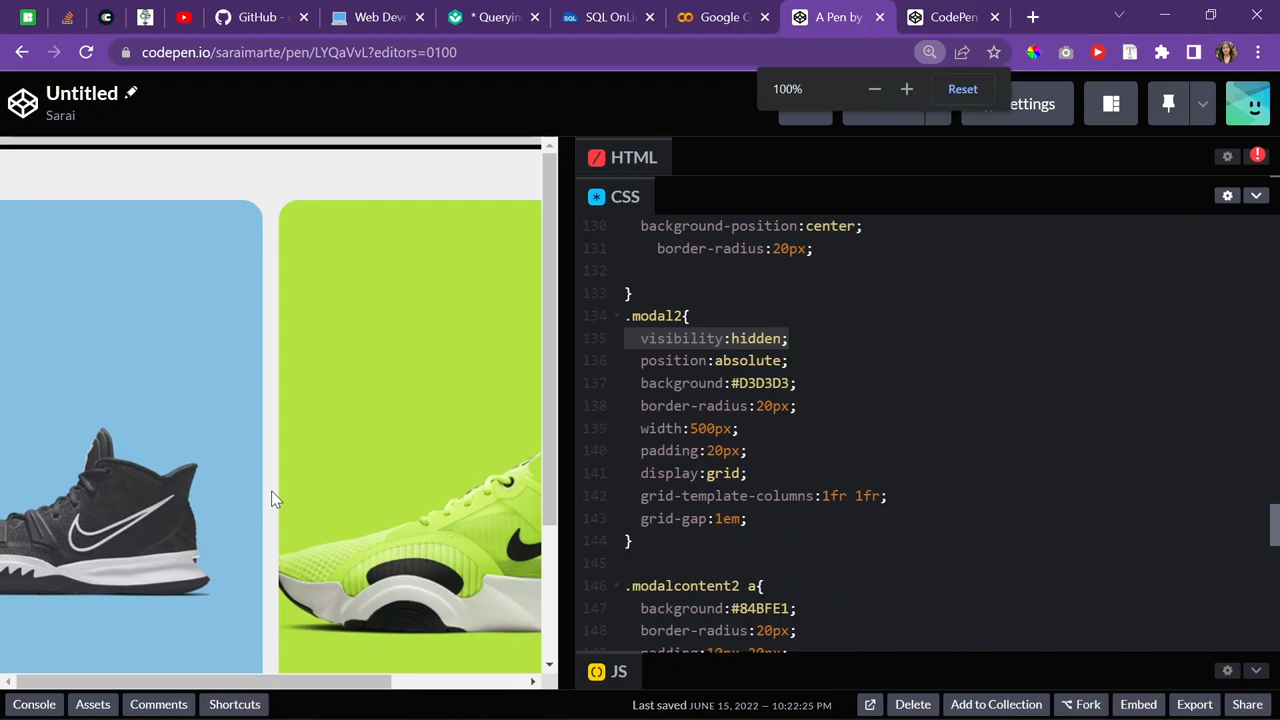 GitHub -
Web Dev
* Queryin
SQL OnLi
Google C
A Pen by
CodePen
codepen.io/saraimarte/pen/LYQaVvL?editors=0100
100%
Reset
Untitled
Sarai
Settings
HTML
CSS
130 background-position:center;
131 border-radius:20px;
132
133 }
134 .modal2{
135 visibility:hidden;
136 position:absolute;
137 background:#D3D3D3;
138 border-radius:20px;
139 width:500px;
140 padding:20px;
141 display:grid;
142 grid-template-columns:1fr 1fr;
143 grid-gap:1em;
144 }
145
146 .modalcontent2 a{
147 background:#84BFE1;
148 border-radius:20px;
JS
Console
Assets
Comments
Shortcuts
Last saved JUNE 15, 2022 — 10:22:25 PM
Delete
Add to Collection
Fork
Embed
Export
Share